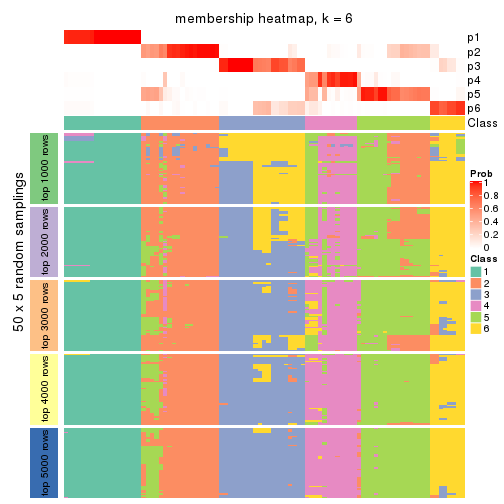 membership heatmap, k = 6
p1
p2
p3
p4
p5
p6
Class
50 x 5 random samplings
top 1000 rows
top 2000 rows
top 3000 rows
top 4000 rows
top 5000 rows
Prob
1
0.8
0.6
0.4
0.2
0
Class
1
2
3
4
5
6